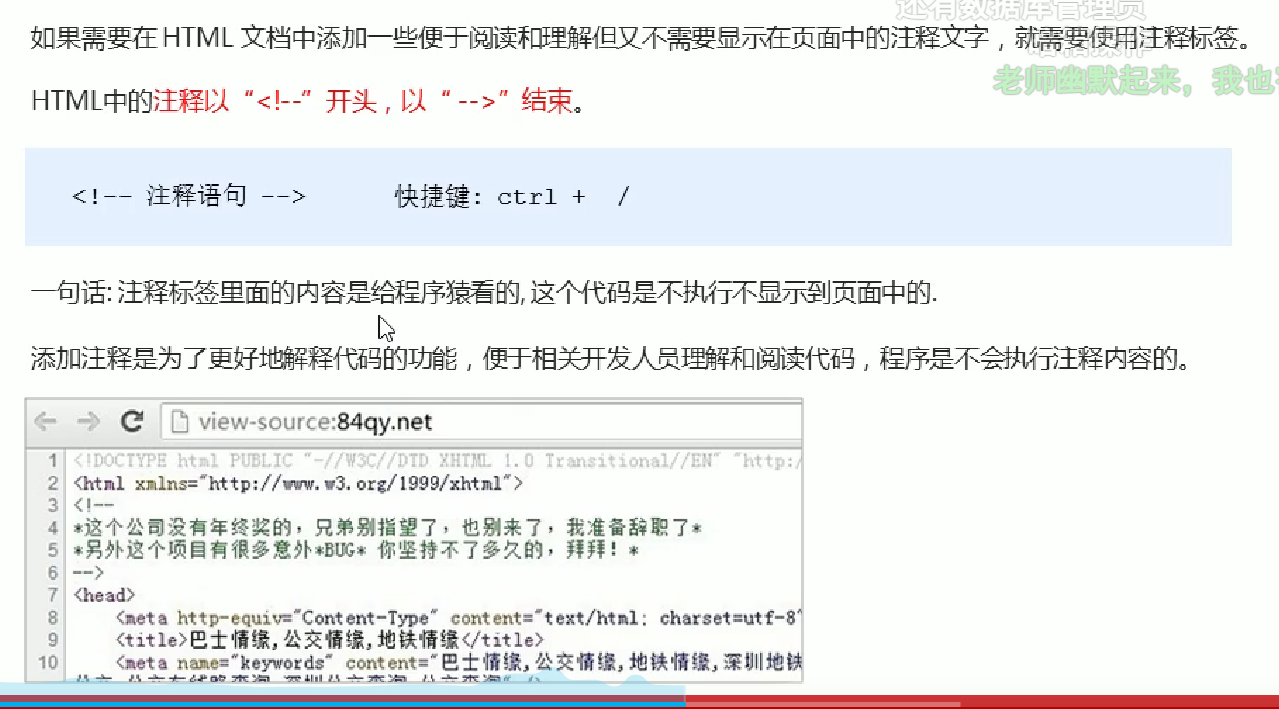 还有数据库管理员
如果需要在 HTML 文档中添加一些便于阅读和理解但又不需要显示在页面中的注释文字，就需要使用注释标签。
老师幽默起来，我也
HTML中的注释以“<!--”开头，以“ -->”结束。
<!-- 注释语句 --> 快捷键: ctrl + /
一句话: 注释标签里面的内容是给程序猿看的, 这个代码是不执行不显示到页面中的.
添加注释是为了更好地解释代码的功能，便于相关开发人员理解和阅读代码，程序是不会执行注释内容的。
view-source:84qy.net
1 <!DOCTYPE html PUBLIC "-//W3C//DTD XHTML 1.0 Transitional//EN" "http:/
2 <html xmlns="http://www.w3.org/1999/xhtml">
3 <!--
4 *这个公司没有年终奖的，兄弟别指望了，也别来了，我准备辞职了*
5 *另外这个项目有很多意外*BUG* 你坚持不了多久的，拜拜！*
6 -->
7 <head>
8 <meta http-equiv="Content-Type" content="text/html; charset=utf-8"
9 <title>巴士情缘,公交情缘,地铁情缘</title>
10 <meta name="keywords" content="巴士情缘,公交情缘,地铁情缘,深圳地铁